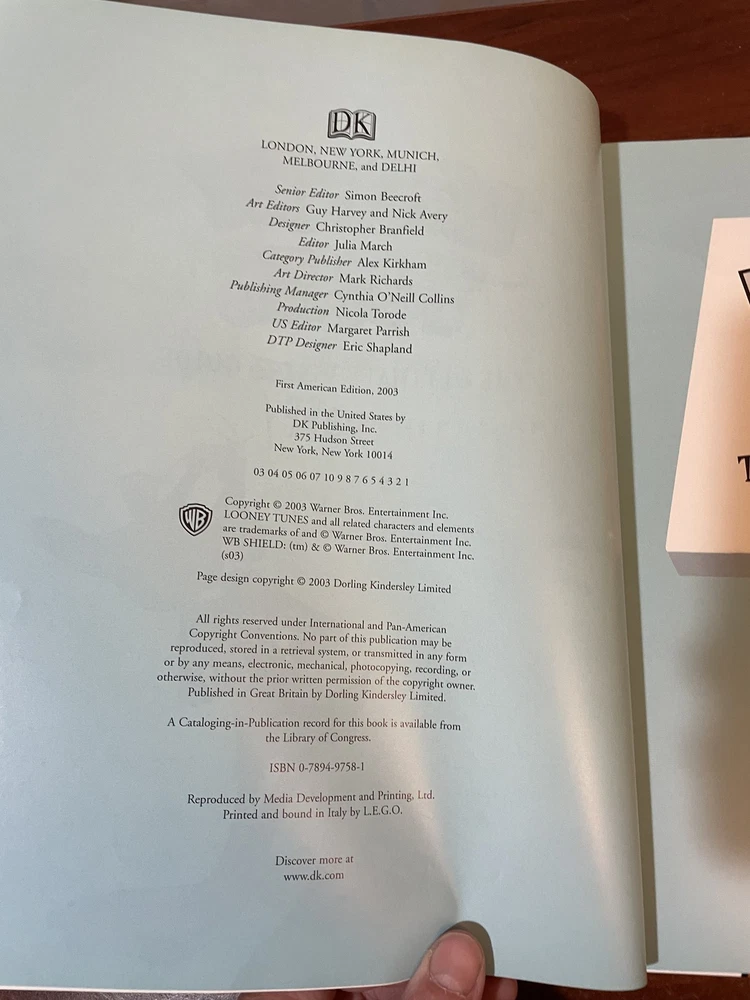 DK
LONDON, NEW YORK, MUNICH,
MELBOURNE, and DELHI
Senior Editor Simon Beecroft
Art Editors Guy Harvey and Nick Avery
Designer Christopher Branfield
Editor Julia March
Category Publisher Alex Kirkham
Art Director Mark Richards
Publishing Manager Cynthia O'Neill Collins
Production Nicola Torode
US Editor Margaret Parrish
DTP Designer Eric Shapland
First American Edition, 2003
Published in the United States by
DK Publishing, Inc.
375 Hudson Street
New York, New York 10014
03 04 05 06 07 10 9 8 7 6 5 4 3 2 1
WB
Copyright © 2003 Warner Bros. Entertainment Inc.
LOONEY TUNES and all related characters and elements
are trademarks of and © Warner Bros. Entertainment Inc.
WB SHIELD: (tm) & © Warner Bros. Entertainment Inc.
(s03)
Page design copyright © 2003 Dorling Kindersley Limited
All rights reserved under International and Pan-American
Copyright Conventions. No part of this publication may be
reproduced, stored in a retrieval system, or transmitted in any form
or by any means, electronic, mechanical, photocopying, recording, or
otherwise, without the prior written permission of the copyright owner.
Published in Great Britain by Dorling Kindersley Limited.
A Cataloging-in-Publication record for this book is available from
the Library of Congress.
ISBN 0-7894-9758-1
Reproduced by Media Development and Printing, Ltd.
Printed and bound in Italy by L.E.G.O.
Discover more at
www.dk.com